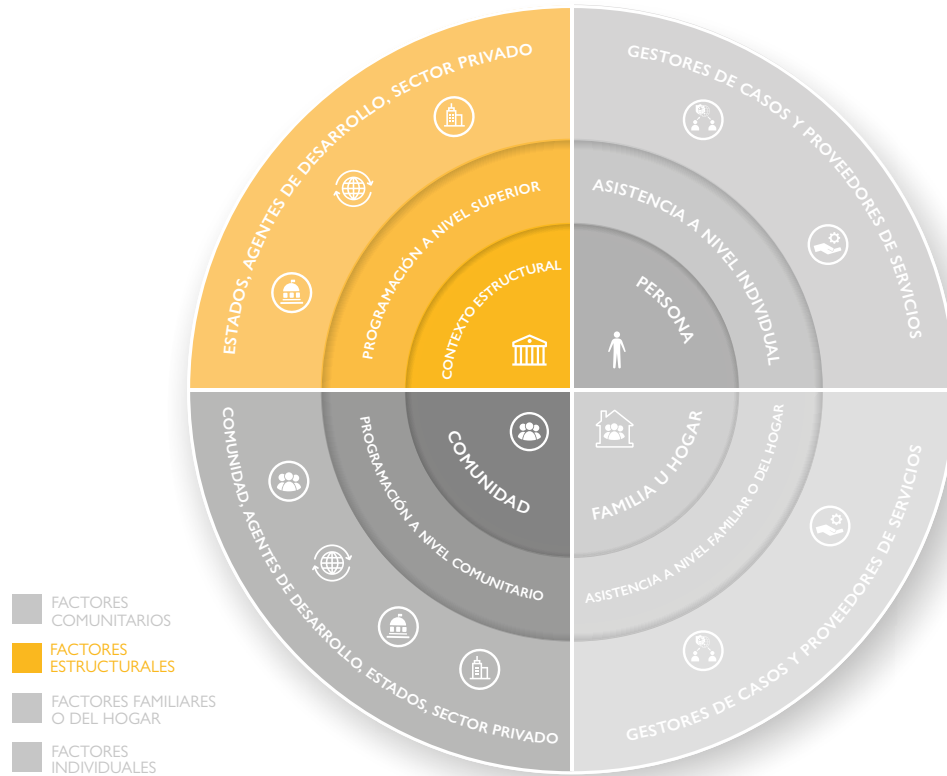 ESTADOS, AGENTES DE DESARROLLO, SECTOR PRIVADO
PROGRAMACIÓN A NIVEL SUPERIOR
CONTEXTO ESTRUCTURAL
GESTORES DE CASOS Y PROVEEDORES DE SERVICIOS
ASISTENCIA A NIVEL INDIVIDUAL
PERSONA
COMUNIDAD
PROGRAMACIÓN A NIVEL COMUNITARIO
COMUNIDAD, AGENTES DE DESARROLLO, ESTADOS, SECTOR PRIVADO
FAMILIA U HOGAR
ASISTENCIA A NIVEL FAMILIAR O DEL HOGAR
GESTORES DE CASOS Y PROVEEDORES DE SERVICIOS
FACTORES
COMUNITARIOS
FACTORES
ESTRUCTURALES
FACTORES FAMILIARES
O DEL HOGAR
FACTORES
INDIVIDUALES